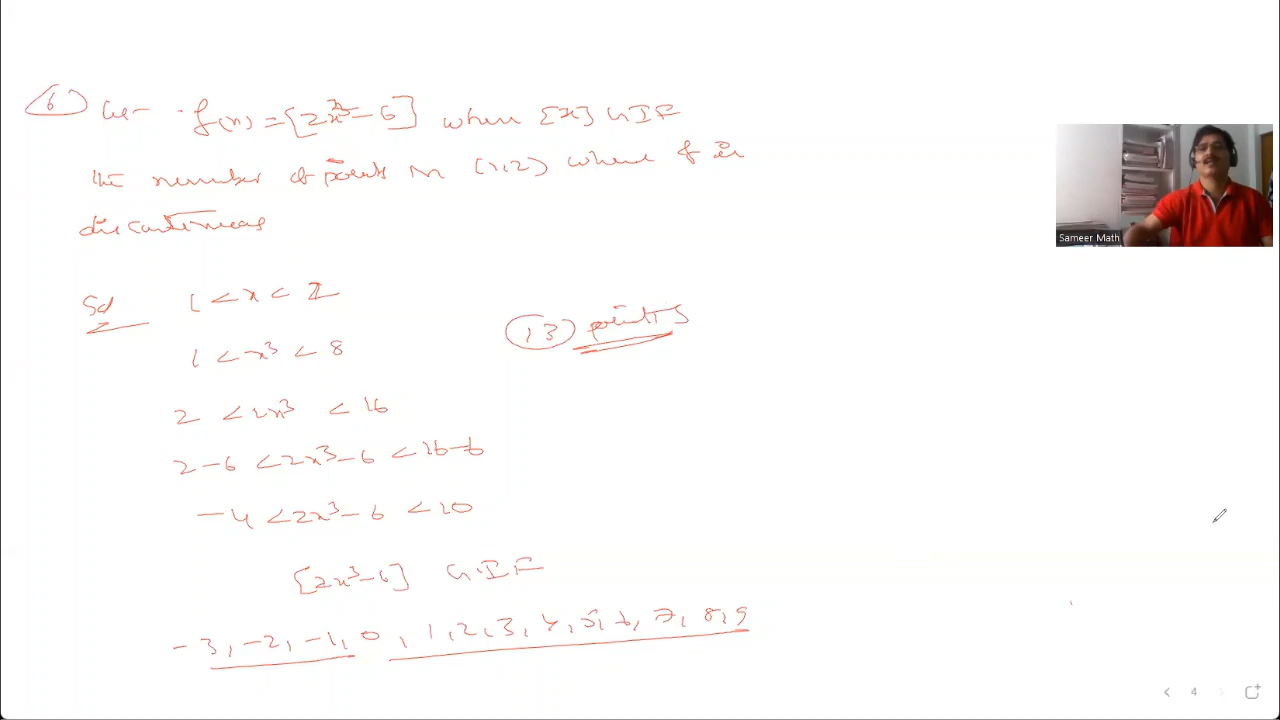 6 Let f(x) = [2x³ - 6] where [x] G I F
the number of points in (1,2) where f is
discontinuous
Sol 1 < x < 2
1 < x³ < 8
13 points
2 < 2x³ < 16
2-6 < 2x³-6 < 16-6
-4 < 2x³-6 < 10
[2x³-6] G.I F
-3, -2, -1, 0, 1, 2, 3, 4, 5, 6, 7, 8, 9
Sameer Math
< 4 5